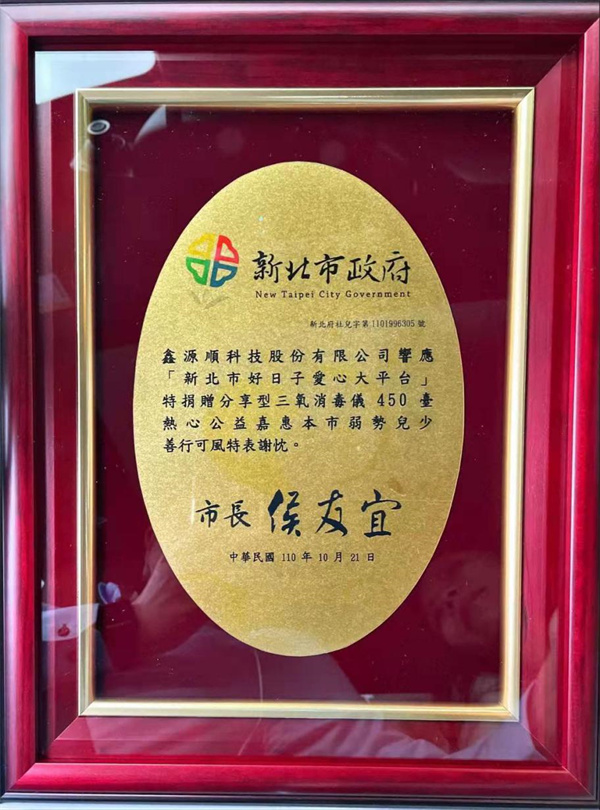 新北市政府
New Taipei City Government
新北府社兒字第1101996305號
鑫源順科技股份有限公司響應
「新北市好日子愛心大平台」
特捐贈分享型三氧消毒儀450臺
熱心公益嘉惠本市弱勢兒少
善行可風特表謝忱。
市長 侯友宜
中華民國 110 年 10 月 21 日